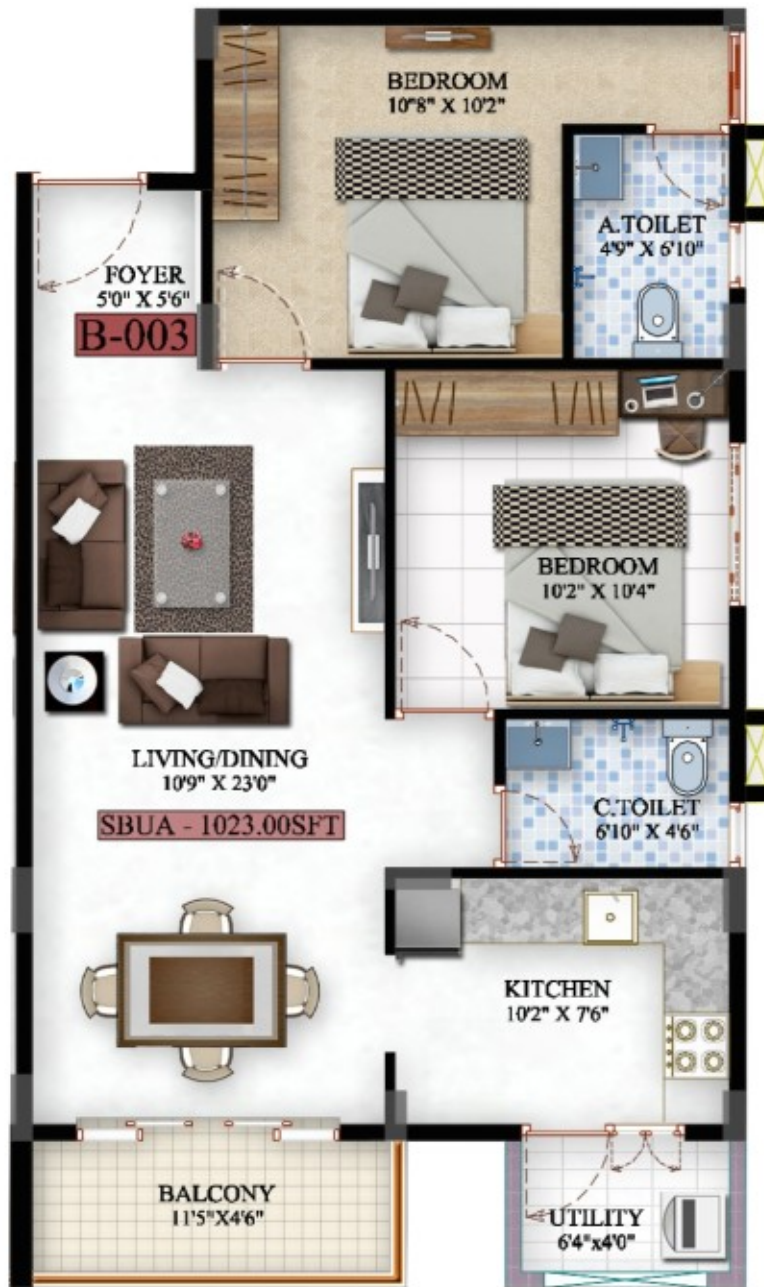 BEDROOM
10"8" X 10'2"
A.TOILET
4'9" X 6'10"
FOYER
5'0" X 5'6"
B-003
BEDROOM
10'2" X 10'4"
LIVING/DINING
10'9" X 23'0"
SBUA - 1023.00SFT
C.TOILET
6'10" X 4'6"
KITCHEN
10'2" X 7'6"
BALCONY
11'5"X4'6"
UTILITY
6'4"x4'0"